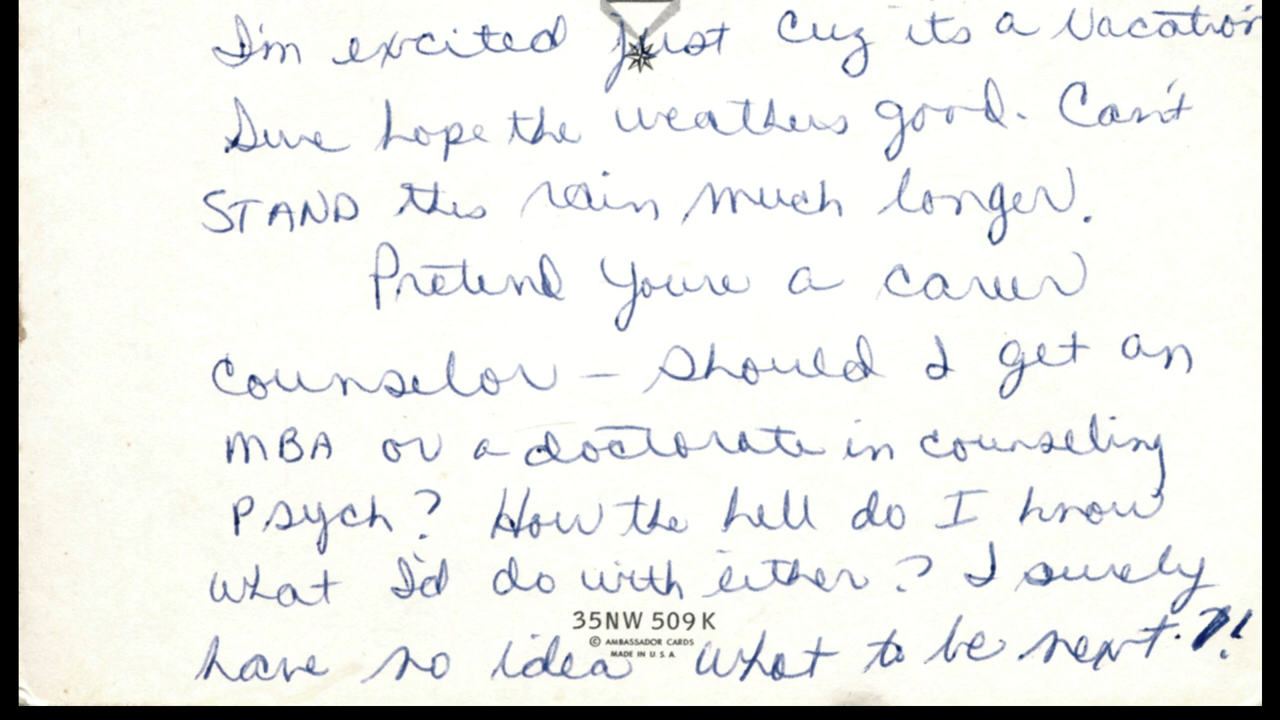 I'm excited just cuz its a vacation
Sure hope the weathers good. Can't
STAND this rain much longer.
Pretend youre a career
counselor – should I get an
MBA or a doctorate in counseling
psych? How the hell do I know
what I'd do with either? I surely
35NW 509K
© AMBASSADOR CARDS
MADE IN U.S.A.
have no idea what to be next.?!